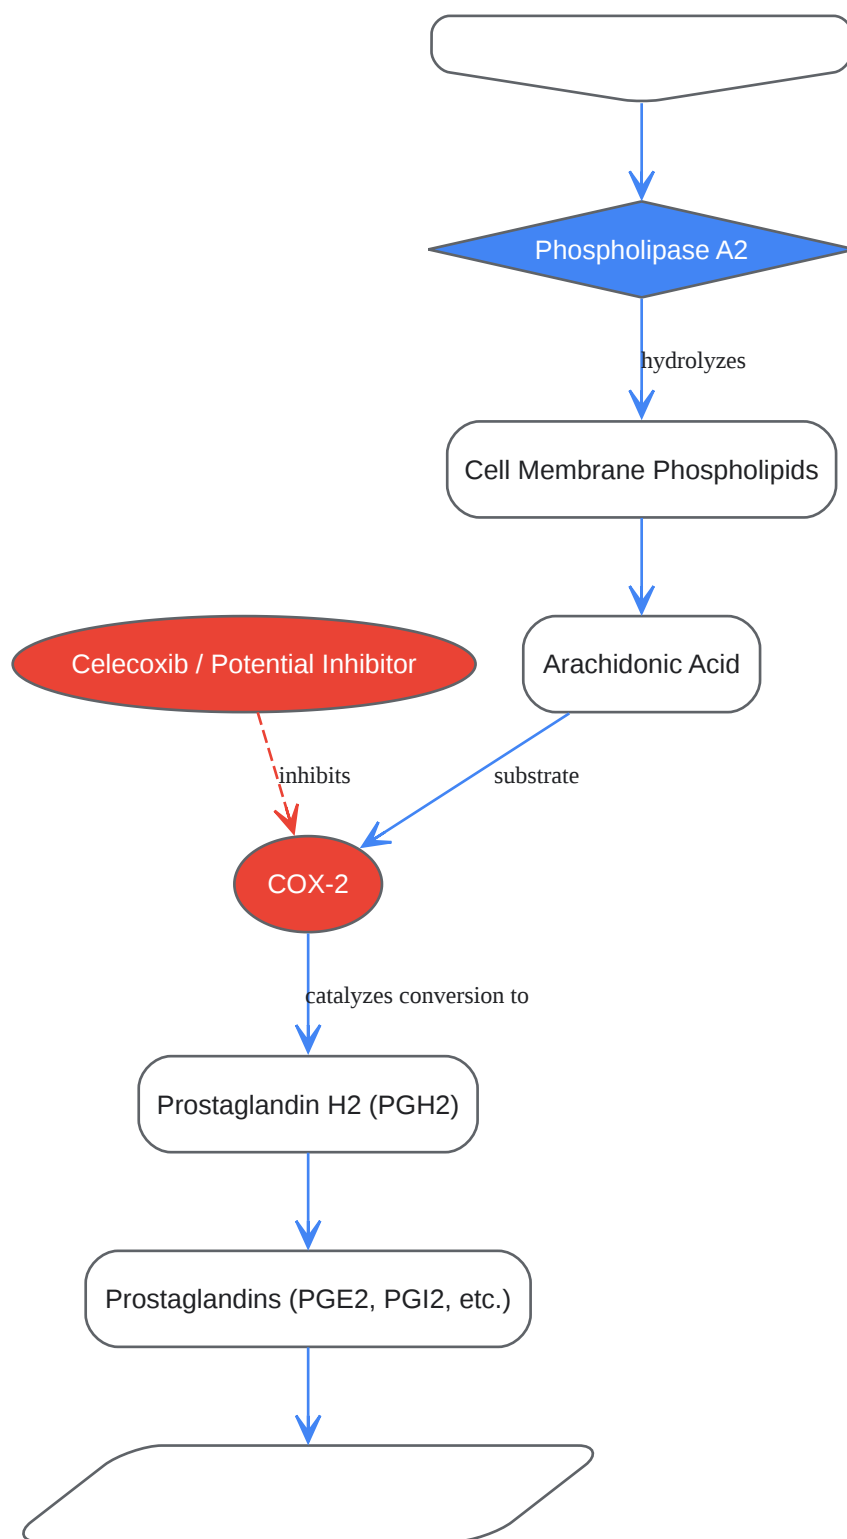 Phospholipase A2
hydrolyzes
Cell Membrane Phospholipids
Arachidonic Acid
Celecoxib / Potential Inhibitor
inhibits
substrate
COX-2
catalyzes conversion to
Prostaglandin H2 (PGH2)
Prostaglandins (PGE2, PGI2, etc.)